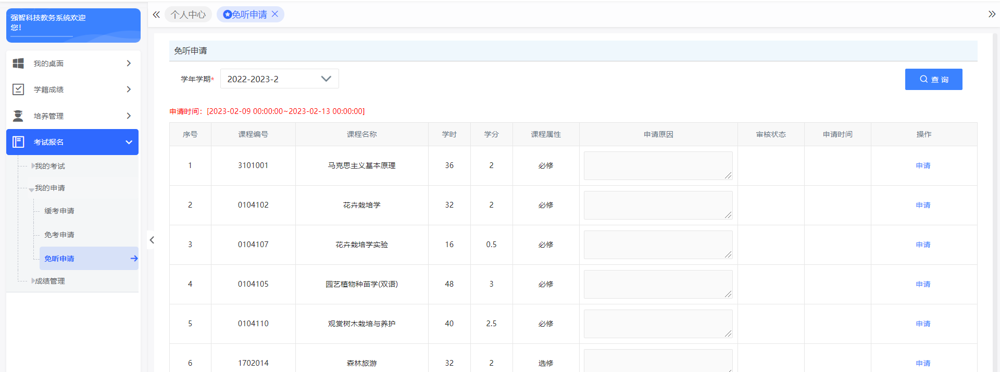 强智科技教务系统欢迎
您!
我的桌面
学籍成绩
培养管理
考试报名
我的考试
我的申请
缓考申请
免考申请
免听申请
成绩管理
个人中心 免听申请
免听申请
学年学期* 2022-2023-2 查 询
申请时间：[2023-02-09 00:00:00~2023-02-13 00:00:00]
序号 课程编号 课程名称 学时 学分 课程属性 申请原因 审核状态 申请时间 操作
1 3101001 马克思主义基本原理 36 2 必修 申请
2 0104102 花卉栽培学 32 2 必修 申请
3 0104107 花卉栽培学实验 16 0.5 必修 申请
4 0104105 园艺植物种苗学(双语) 48 3 必修 申请
5 0104110 观赏树木栽培与养护 40 2.5 必修 申请
6 1702014 森林旅游 32 2 选修 申请